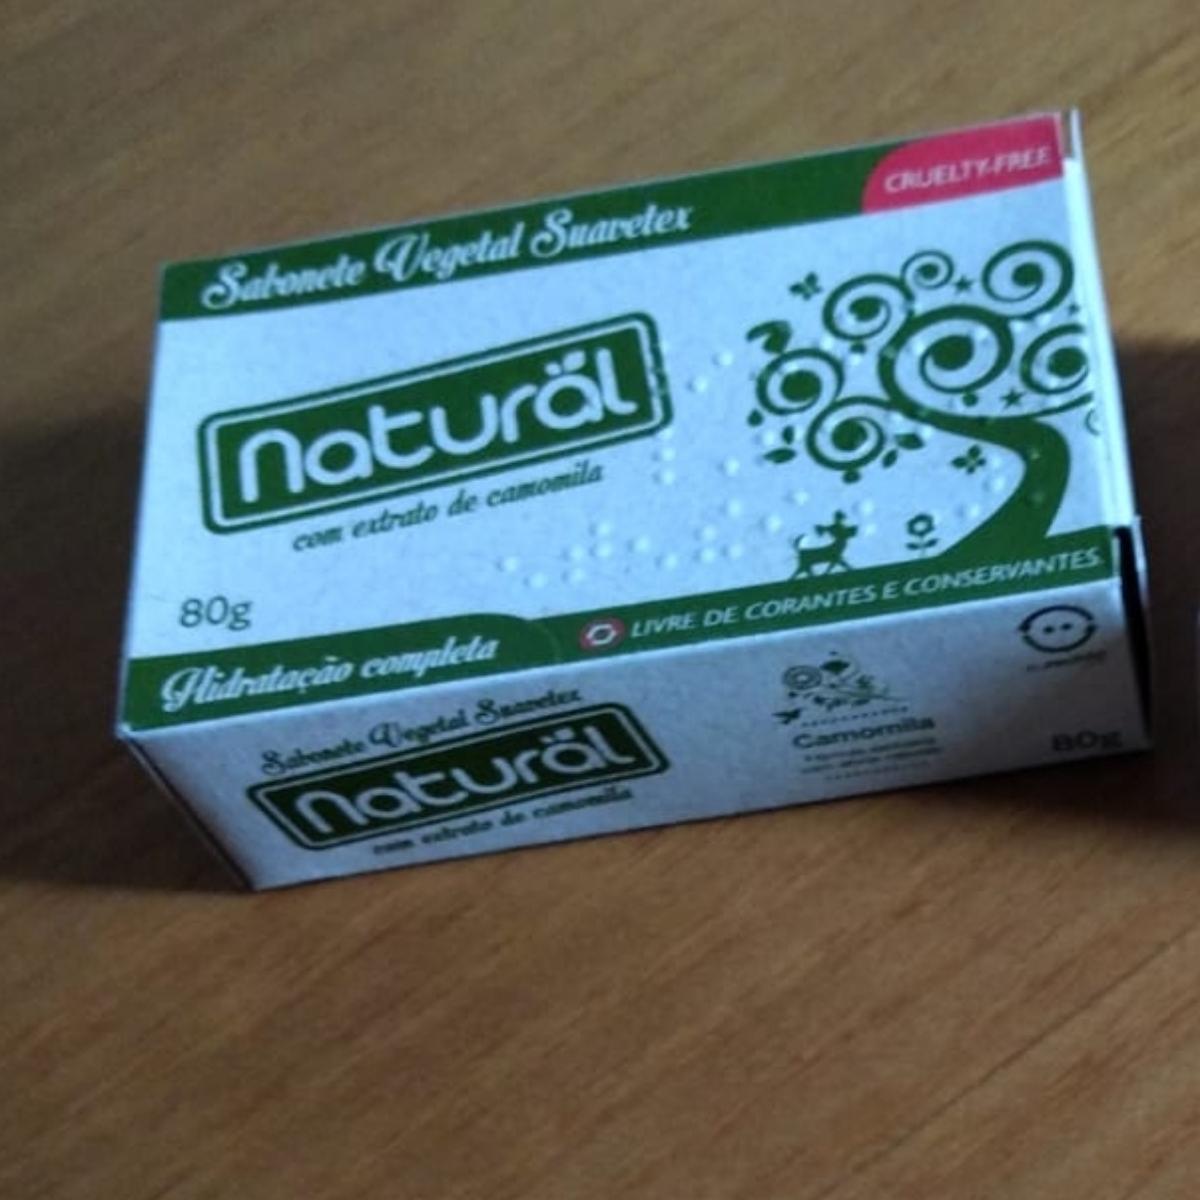 Sabonete Vegetal Suavetex
CRUELTY-FREE
naturäl
com extrato de camomila
80g
Hidratação completa
LIVRE DE CORANTES E CONSERVANTES
Sabonete Vegetal Suavetex
naturäl
com extrato de camomila
Camomila
80g